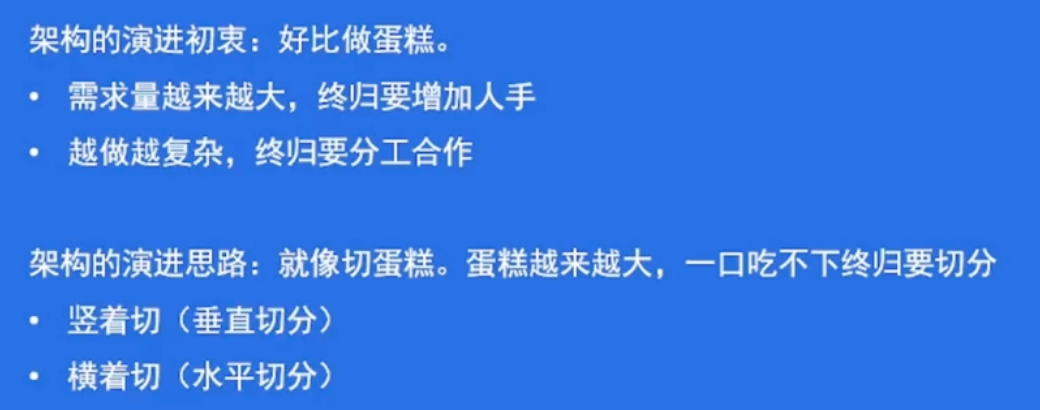 架构的演进初衷：好比做蛋糕。
• 需求量越来越大，终归要增加人手
• 越做越复杂，终归要分工合作
架构的演进思路：就像切蛋糕。蛋糕越来越大，一口吃不下终归要切分
• 竖着切（垂直切分）
• 横着切（水平切分）